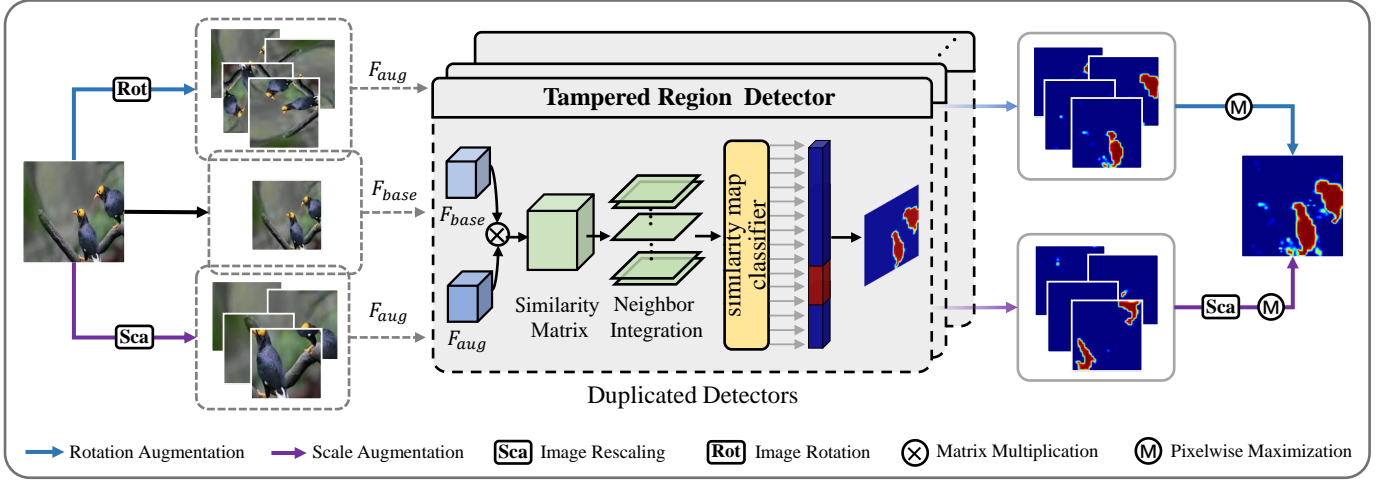 Rot
F_aug
Tampered Region Detector
M
F_base
F_base
F_aug
Similarity
Matrix
Neighbor
Integration
similarity map
classifier
Sca
F_aug
Sca
M
Duplicated Detectors
Rotation Augmentation
Scale Augmentation
Sca Image Rescaling
Rot Image Rotation
Matrix Multiplication
M Pixelwise Maximization